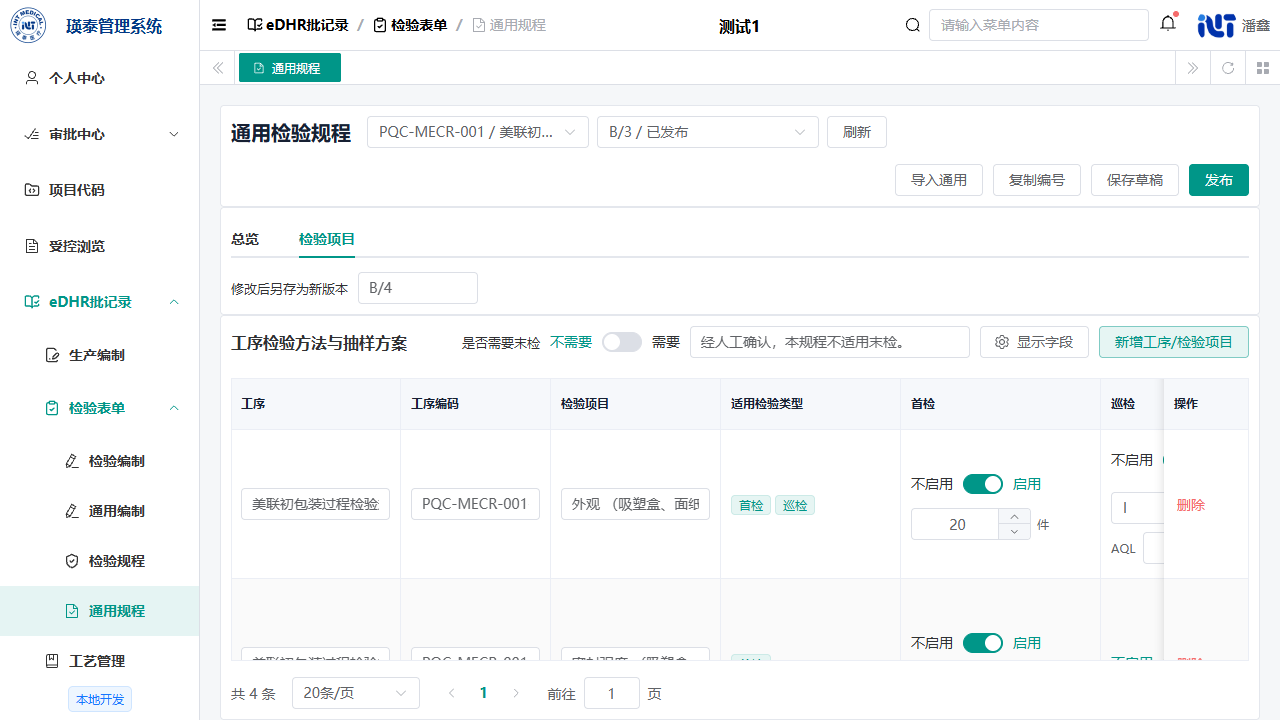 瑛泰管理系统
eDHR批记录 / 检验表单 / 通用规程
测试1
请输入菜单内容
潘鑫
个人中心
审批中心
项目代码
受控浏览
eDHR批记录
生产编制
检验表单
检验编制
通用编制
检验规程
通用规程
工艺管理
本地开发
通用规程
通用检验规程
PQC-MECR-001 / 美联初...
B/3 / 已发布
刷新
导入通用
复制编号
保存草稿
发布
总览
检验项目
修改后另存为新版本
B/4
工序检验方法与抽样方案
是否需要末检 不需要 需要
经人工确认，本规程不适用末检。
显示字段
新增工序/检验项目
工序 工序编码 检验项目 适用检验类型 首检 巡检 操作
美联初包装过程检验 PQC-MECR-001 外观 （吸塑盒、面纸 首检 巡检
不启用 启用
20 件
不启用
I
AQL
删除
不启用 启用
共 4 条
20条/页
1
前往 1 页